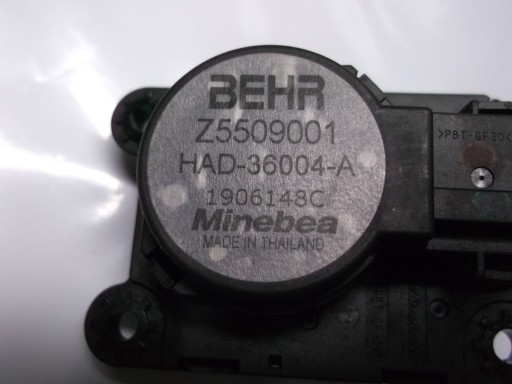 BEHR
Z5509001
HAD-36004-A
1906148C
Minebea
MADE IN THAILAND
>PBT-GF30<